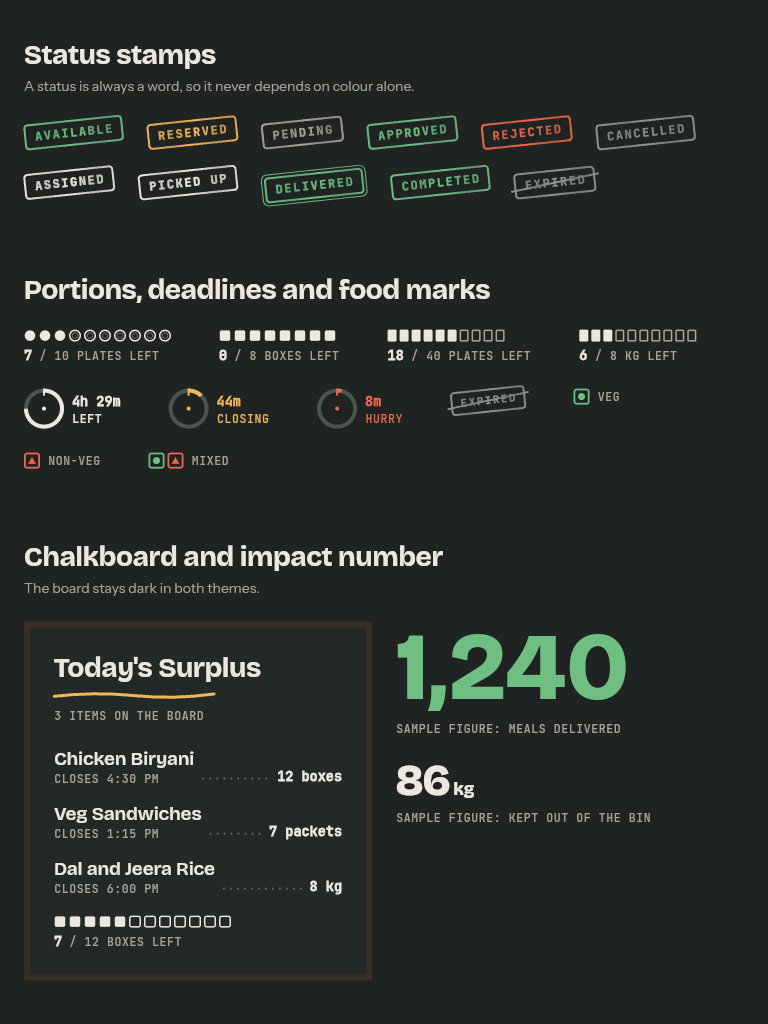 Status stamps
A status is always a word, so it never depends on colour alone.
AVAILABLE RESERVED PENDING APPROVED REJECTED CANCELLED
ASSIGNED PICKED UP DELIVERED COMPLETED EXPIRED
Portions, deadlines and food marks
7 / 10 PLATES LEFT 0 / 8 BOXES LEFT 18 / 40 PLATES LEFT 6 / 8 KG LEFT
4h 29m LEFT 44m CLOSING 8m HURRY EXPIRED VEG
NON-VEG MIXED
Chalkboard and impact number
The board stays dark in both themes.
Today's Surplus
3 ITEMS ON THE BOARD
Chicken Biryani
CLOSES 4:30 PM .......... 12 boxes
Veg Sandwiches
CLOSES 1:15 PM ........ 7 packets
Dal and Jeera Rice
CLOSES 6:00 PM ............ 8 kg
7 / 12 BOXES LEFT
1,240
SAMPLE FIGURE: MEALS DELIVERED
86 kg
SAMPLE FIGURE: KEPT OUT OF THE BIN